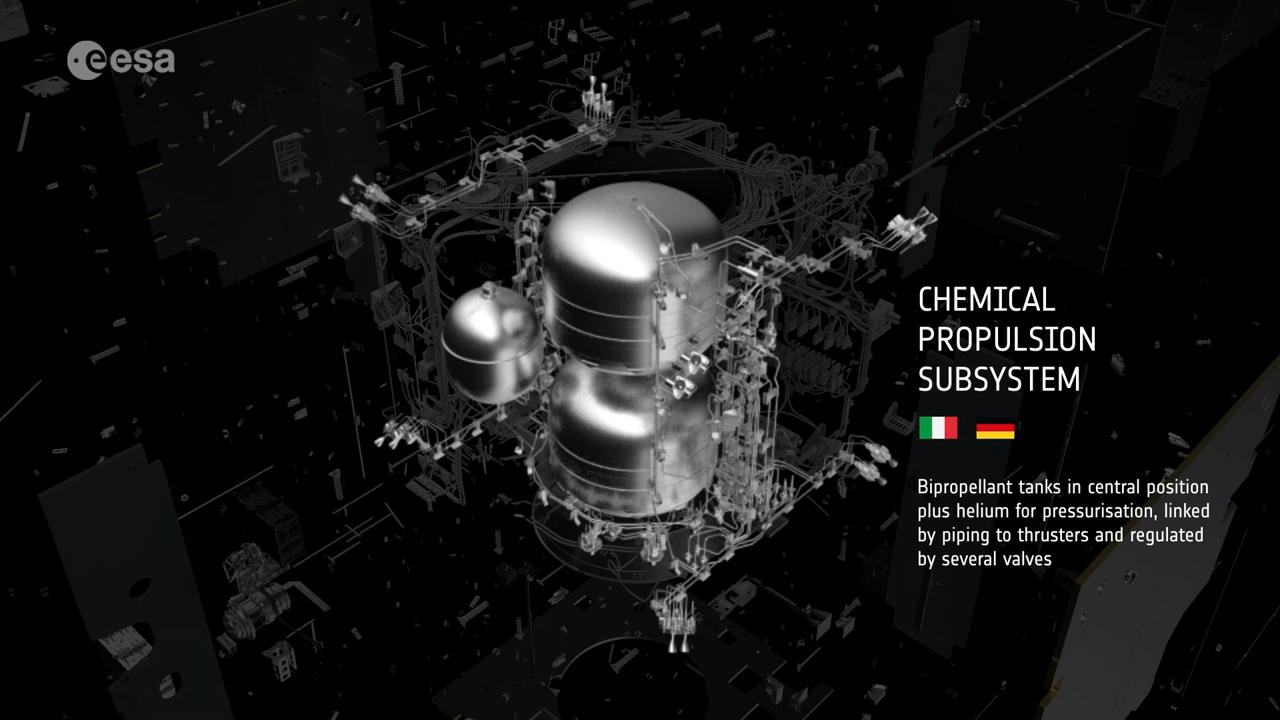 esa
CHEMICAL
PROPULSION
SUBSYSTEM
Bipropellant tanks in central position
plus helium for pressurisation, linked
by piping to thrusters and regulated
by several valves